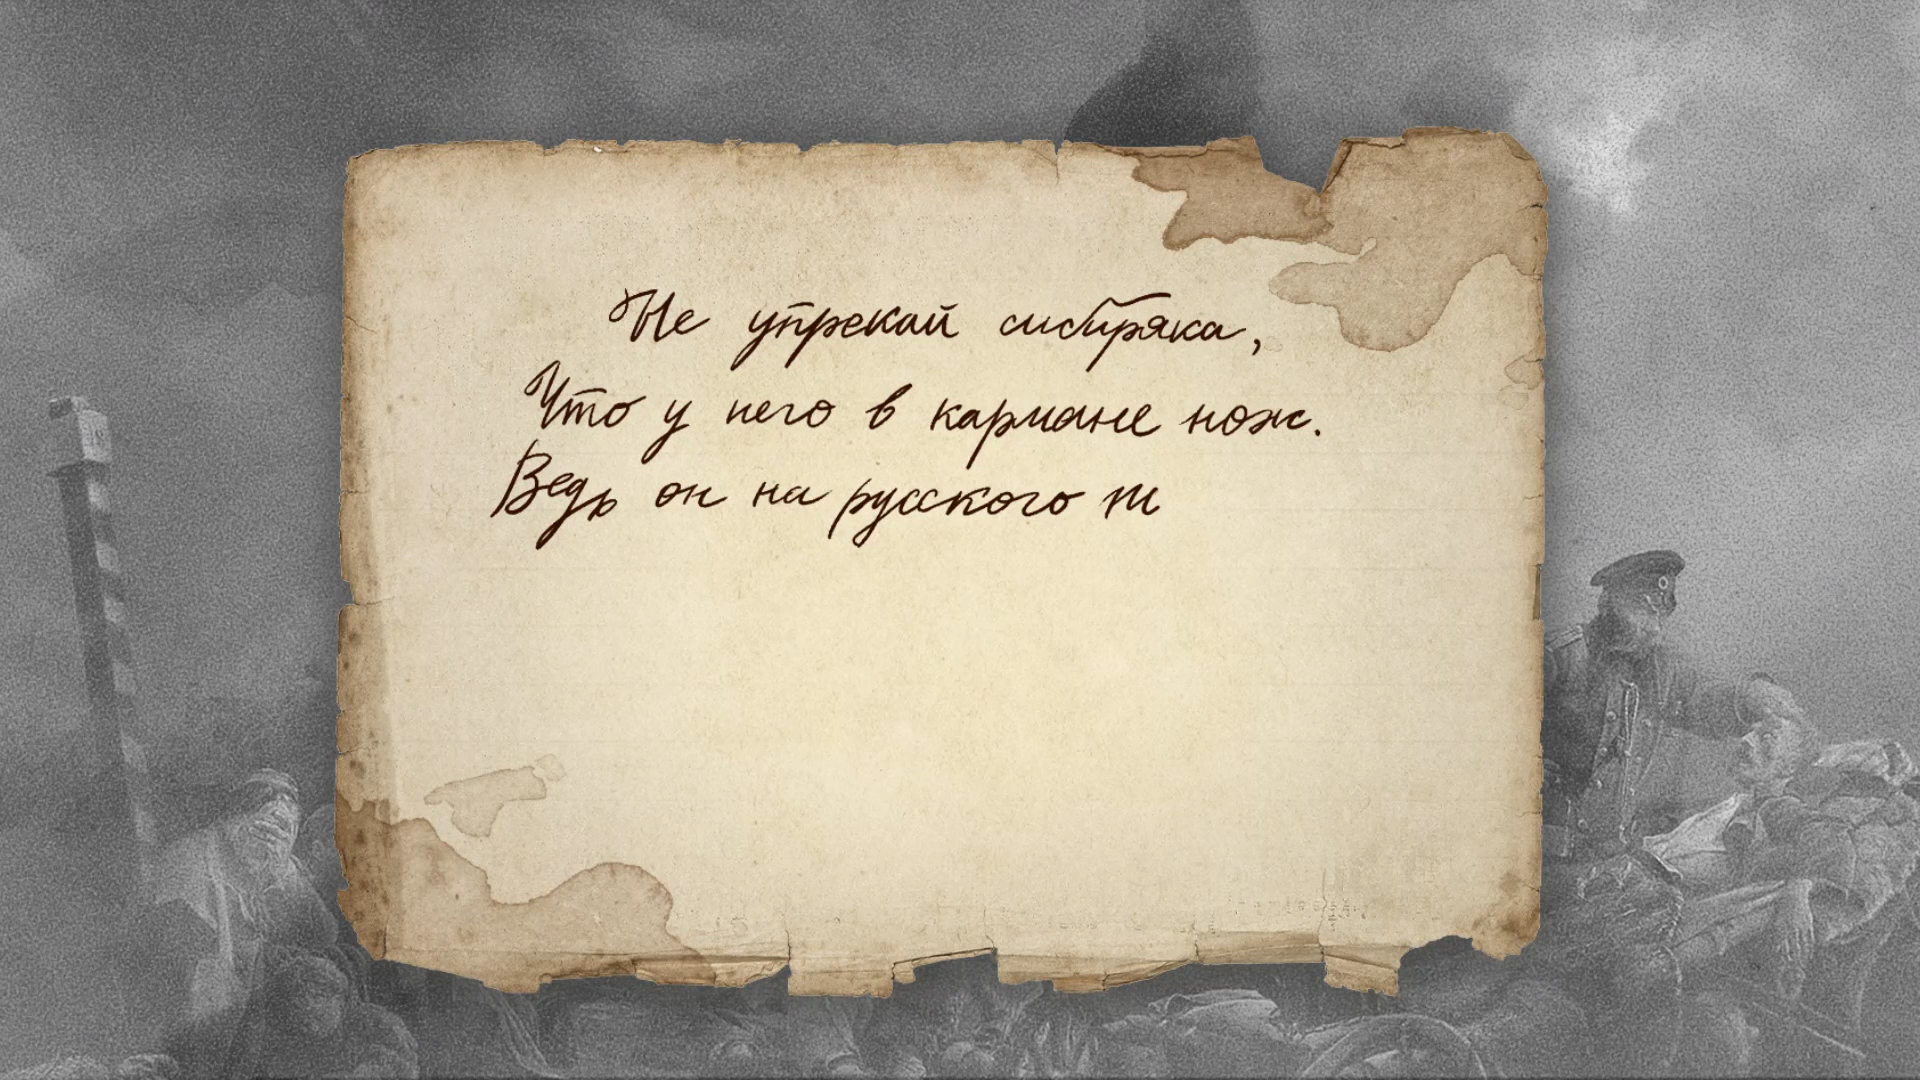 Не упрекай сибиряка,
Что у него в кармане нож.
Ведь он на русского т